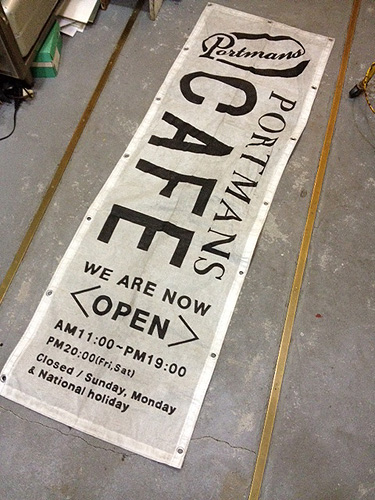 Portmans
PORTMANS
CAFE
WE ARE NOW
<OPEN>
AM11:00~PM19:00
PM20:00(Fri,Sat)
Closed / Sunday, Monday
& National holiday